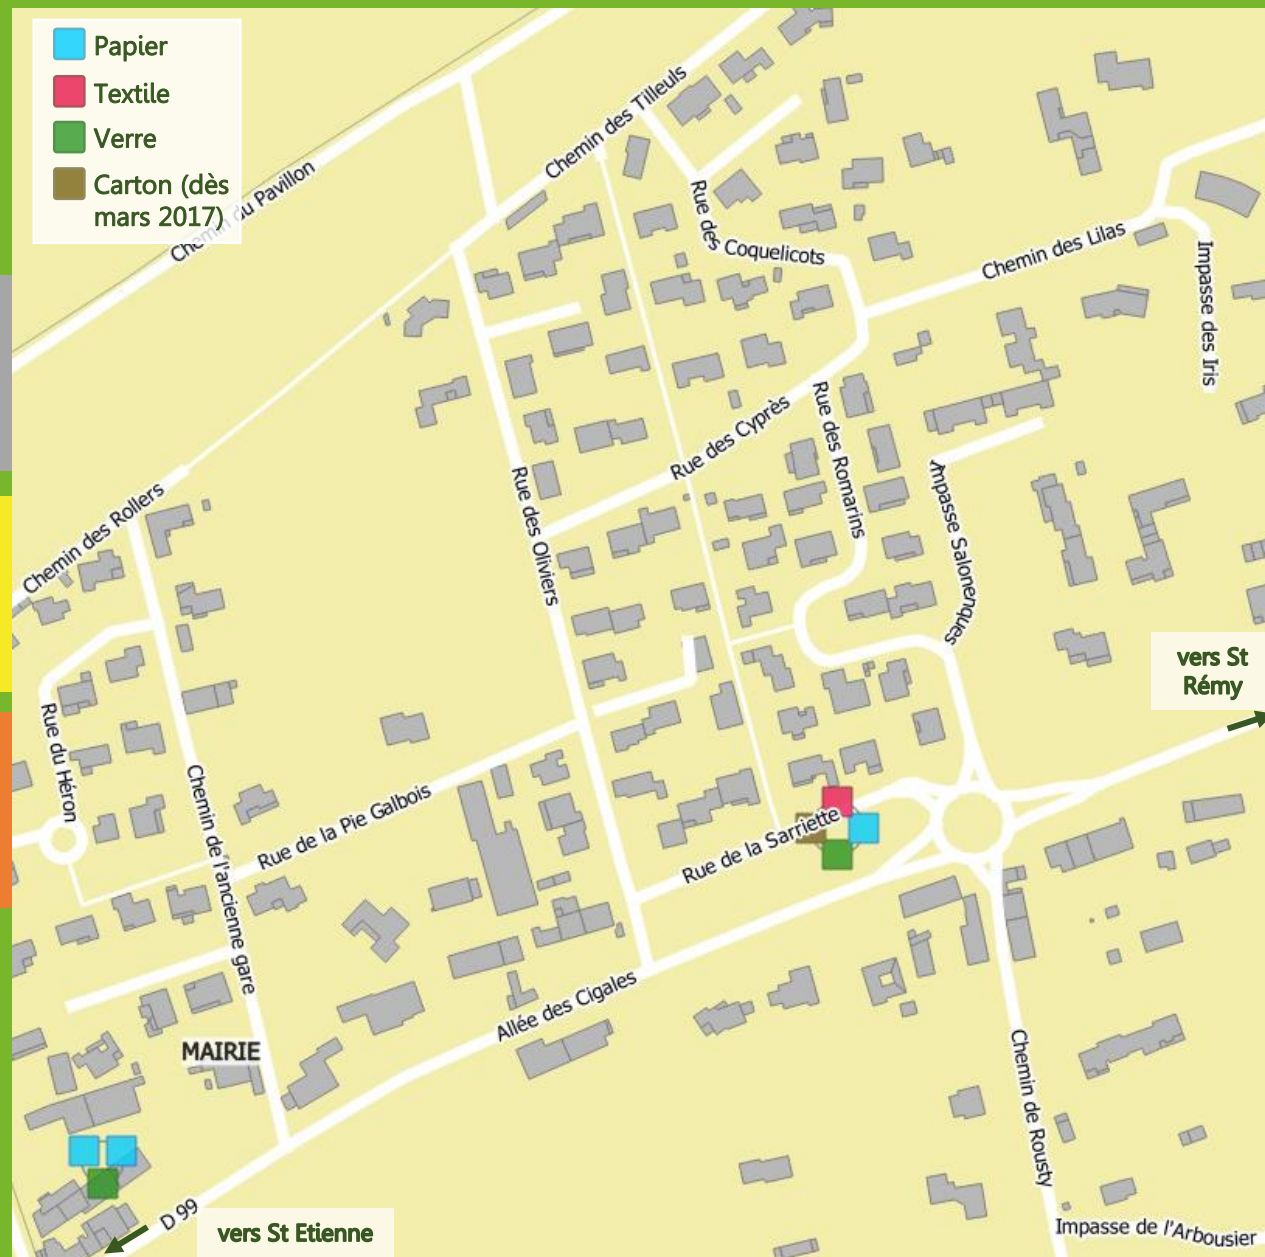 Papier
Textile
Verre
Carton (dès
mars 2017)
Chemin du Pavillon
Chemin des Tilleuls
Rue des Coquelicots
Chemin des Lilas
Impasse des Iris
Rue des Cyprès
Rue des Romarins
Impasse Salonenques
Rue des Oliviers
Chemin des Rollers
Rue du Héron
Chemin de l'ancienne gare
Rue de la Pie Galbois
vers St
Rémy
Rue de la Sarriette
Allée des Cigales
MAIRIE
Chemin de Rousty
D 99
vers St Etienne
Impasse de l'Arbousier